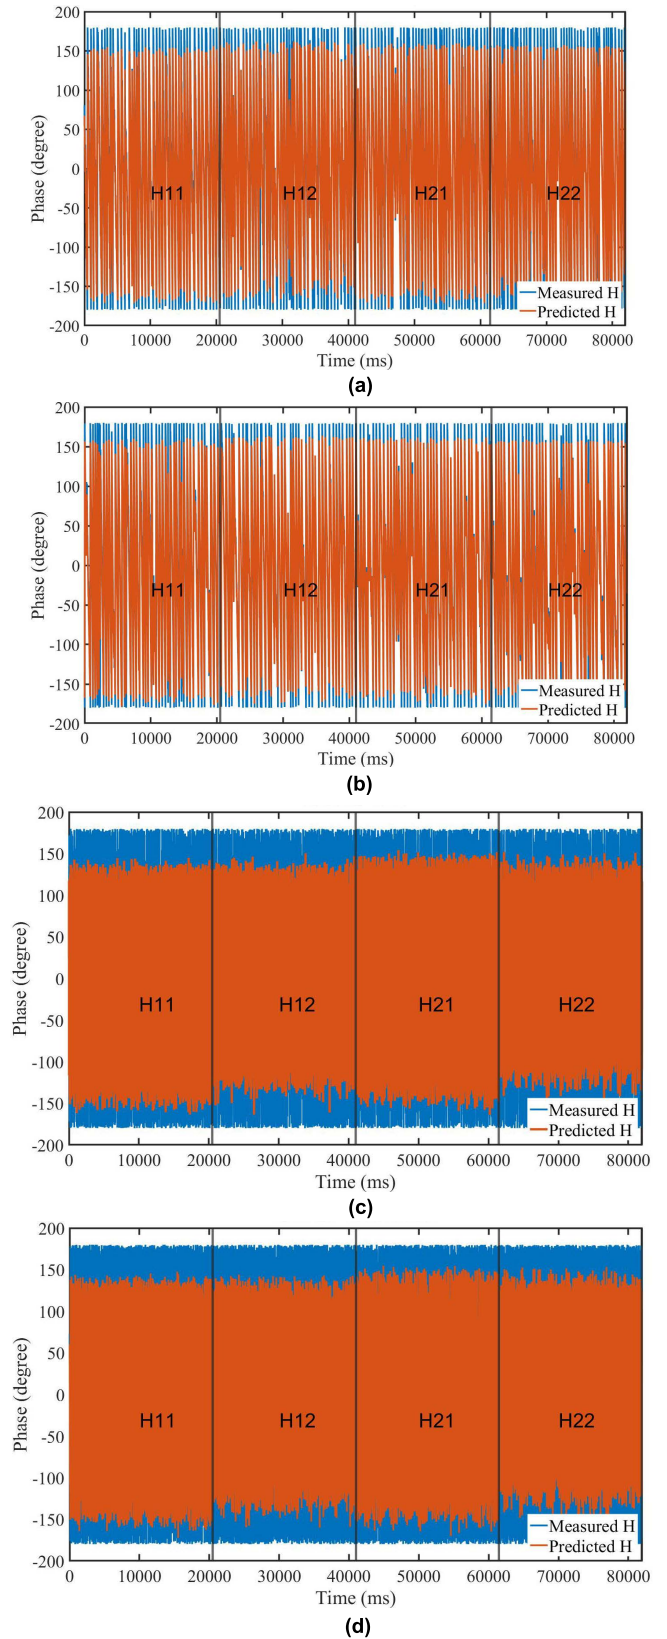 200
150
100
50
0
-50
-100
-150
-200
Phase (degree)
H11 H12 H21 H22
Measured H
Predicted H
0 10000 20000 30000 40000 50000 60000 70000 80000
Time (ms)
(a)
200
150
100
50
0
-50
-100
-150
-200
Phase (degree)
H11 H12 H21 H22
Measured H
Predicted H
0 10000 20000 30000 40000 50000 60000 70000 80000
Time (ms)
(b)
200
150
100
50
0
-50
-100
-150
-200
Phase (degree)
H11 H12 H21 H22
Measured H
Predicted H
0 10000 20000 30000 40000 50000 60000 70000 80000
Time (ms)
(c)
200
150
100
50
0
-50
-100
-150
-200
Phase (degree)
H11 H12 H21 H22
Measured H
Predicted H
0 10000 20000 30000 40000 50000 60000 70000 80000
Time (ms)
(d)